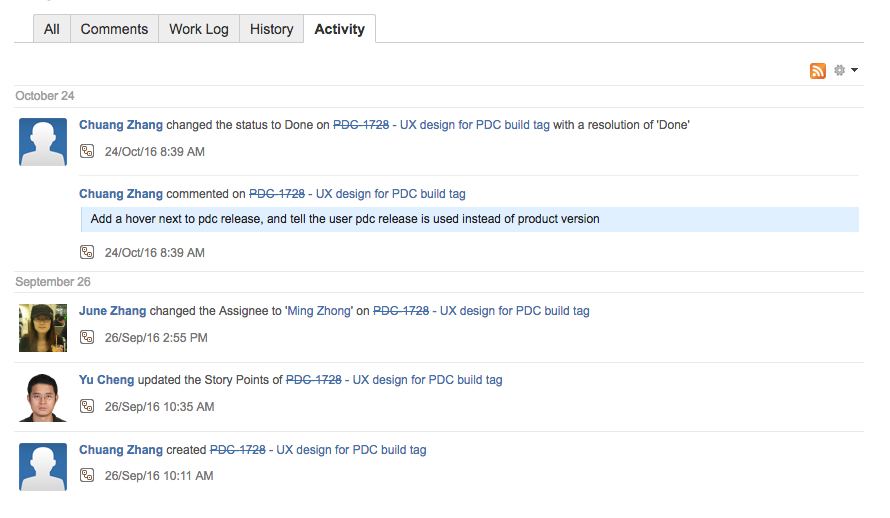 All Comments Work Log History Activity
October 24
Chuang Zhang changed the status to Done on PDC-1728 - UX design for PDC build tag with a resolution of 'Done'
24/Oct/16 8:39 AM
Chuang Zhang commented on PDC-1728 - UX design for PDC build tag
Add a hover next to pdc release, and tell the user pdc release is used instead of product version
24/Oct/16 8:39 AM
September 26
June Zhang changed the Assignee to 'Ming Zhong' on PDC-1728 - UX design for PDC build tag
26/Sep/16 2:55 PM
Yu Cheng updated the Story Points of PDC-1728 - UX design for PDC build tag
26/Sep/16 10:35 AM
Chuang Zhang created PDC-1728 - UX design for PDC build tag
26/Sep/16 10:11 AM